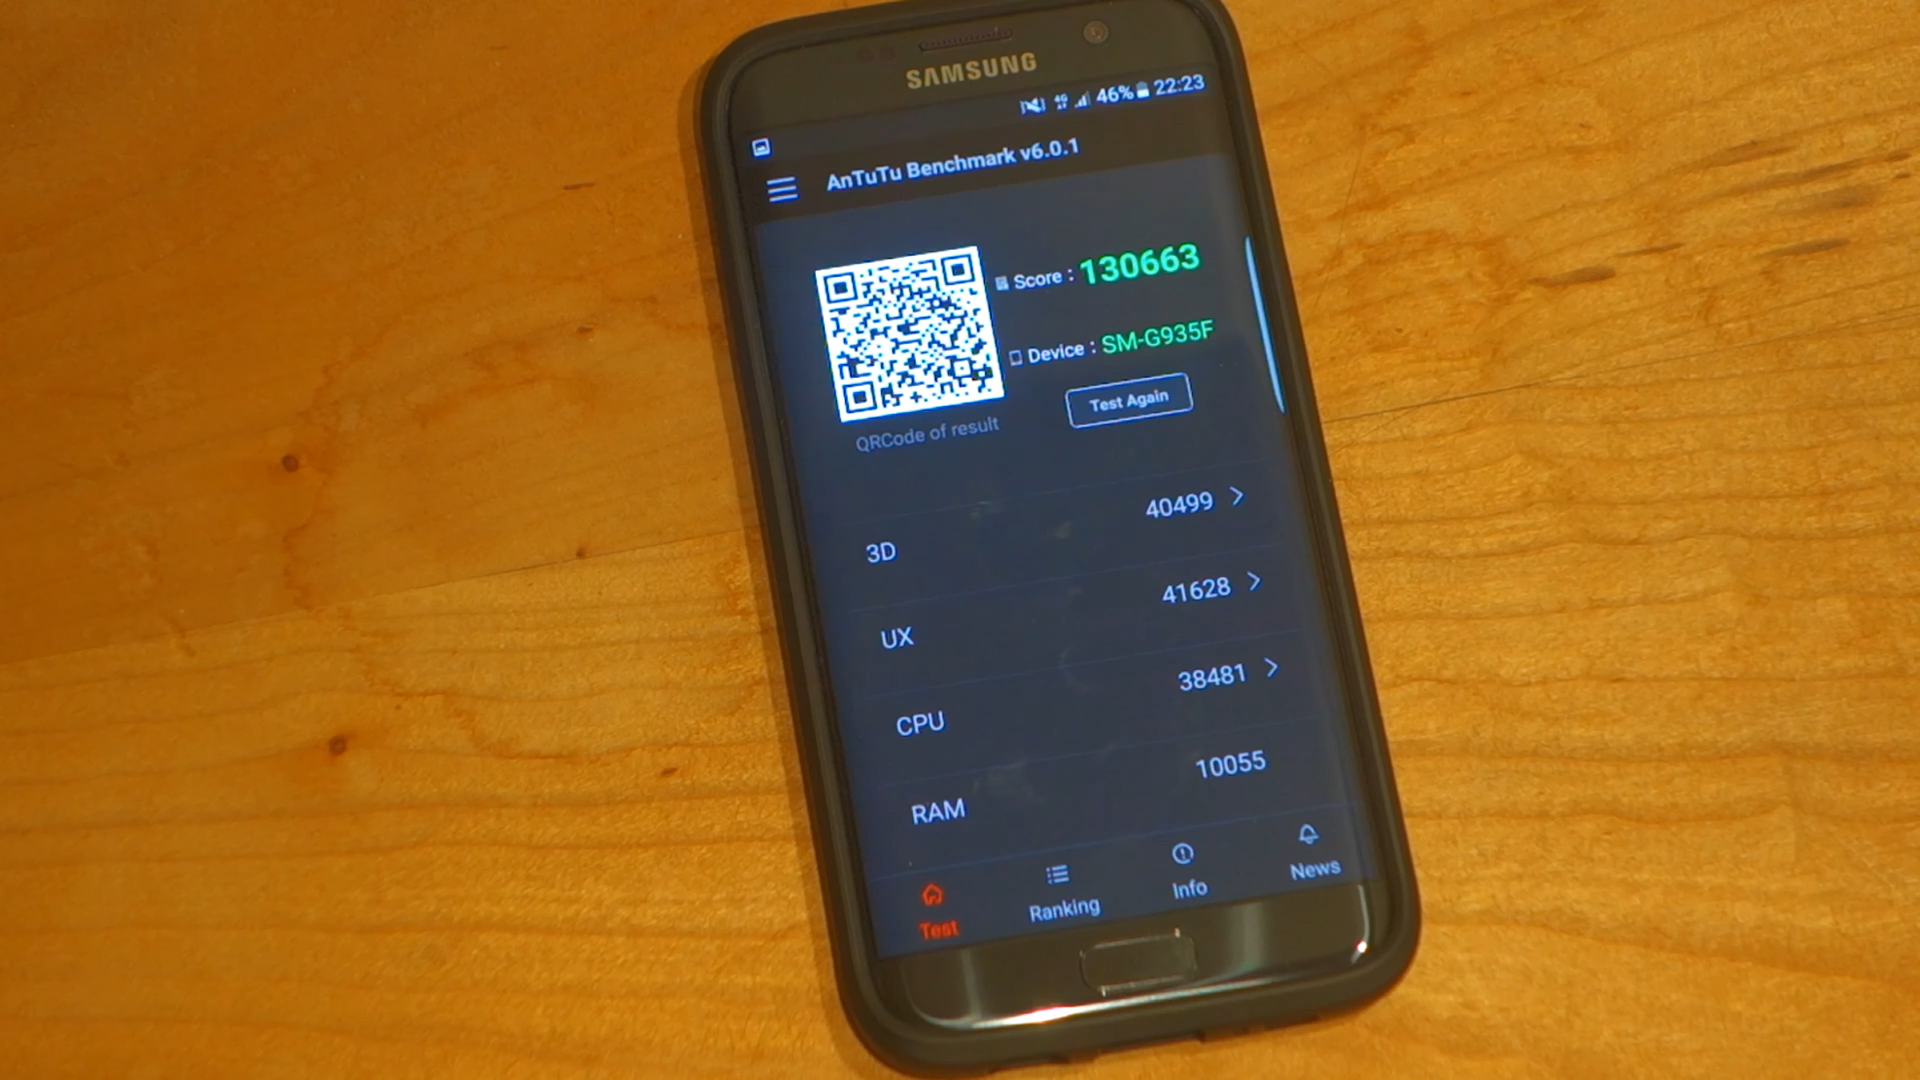 SAMSUNG
4G 46% 22:23
AnTuTu Benchmark v6.0.1
Score : 130663
Device : SM-G935F
Test Again
QRCode of result
3D 40499
UX 41628
CPU 38481
RAM 10055
Test Ranking Info News